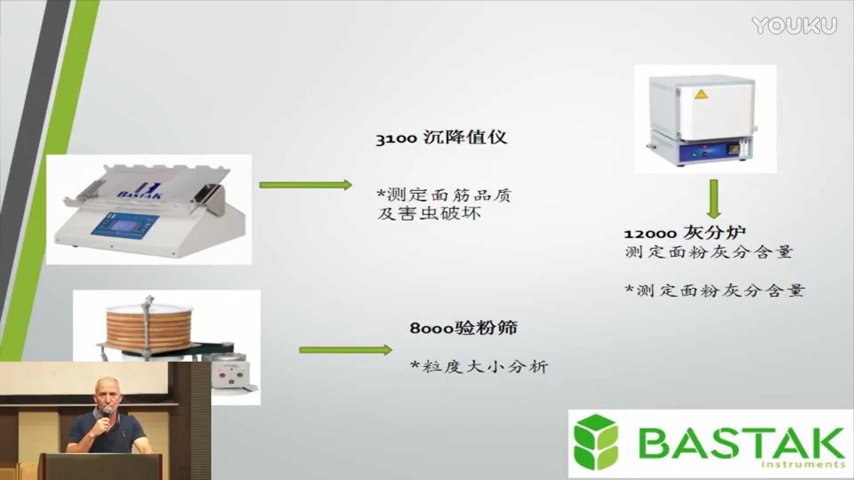 YOUKU
3100 沉降值仪
*测定面筋品质
及害虫破坏
BASTAK
12000 灰分炉
测定面粉灰分含量
*测定面粉灰分含量
8000验粉筛
*粒度大小分析
BASTAK
instruments